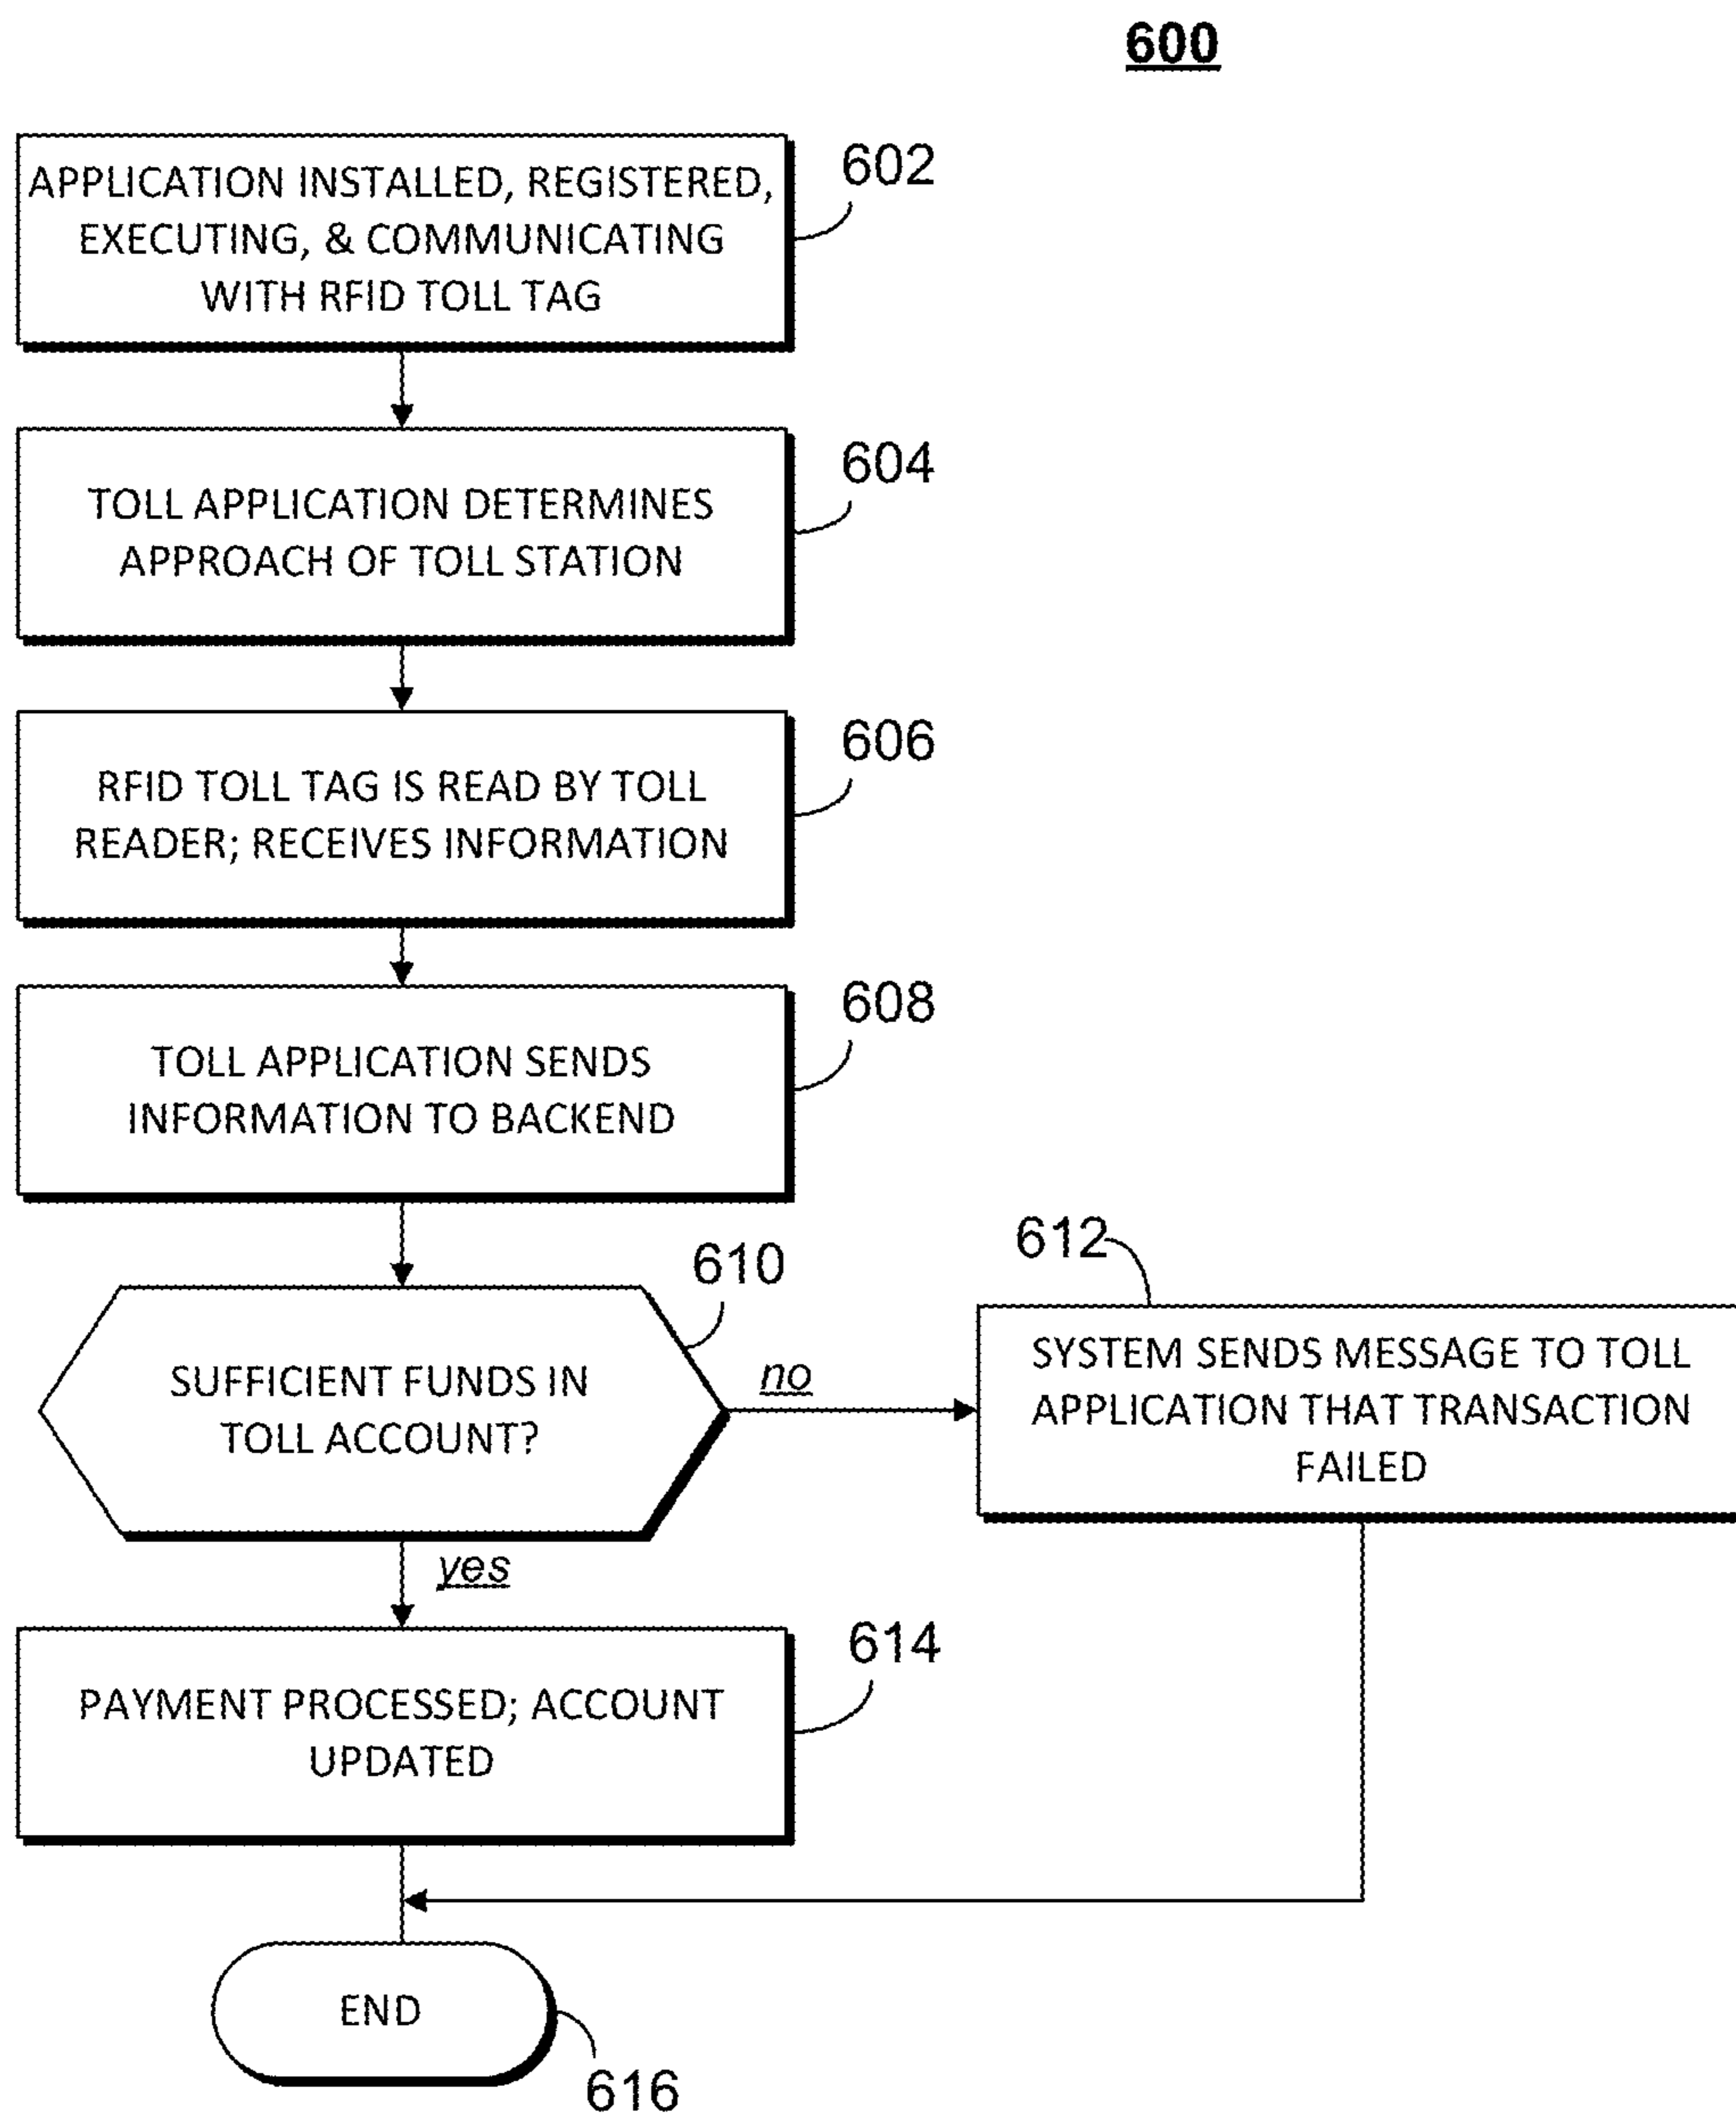 600
APPLICATION INSTALLED, REGISTERED,
EXECUTING, & COMMUNICATING
WITH RFID TOLL TAG
602
TOLL APPLICATION DETERMINES
APPROACH OF TOLL STATION
604
RFID TOLL TAG IS READ BY TOLL
READER; RECEIVES INFORMATION
606
TOLL APPLICATION SENDS
INFORMATION TO BACKEND
608
SUFFICIENT FUNDS IN
TOLL ACCOUNT?
610
no
612
SYSTEM SENDS MESSAGE TO TOLL
APPLICATION THAT TRANSACTION
FAILED
yes
PAYMENT PROCESSED; ACCOUNT
UPDATED
614
END
616